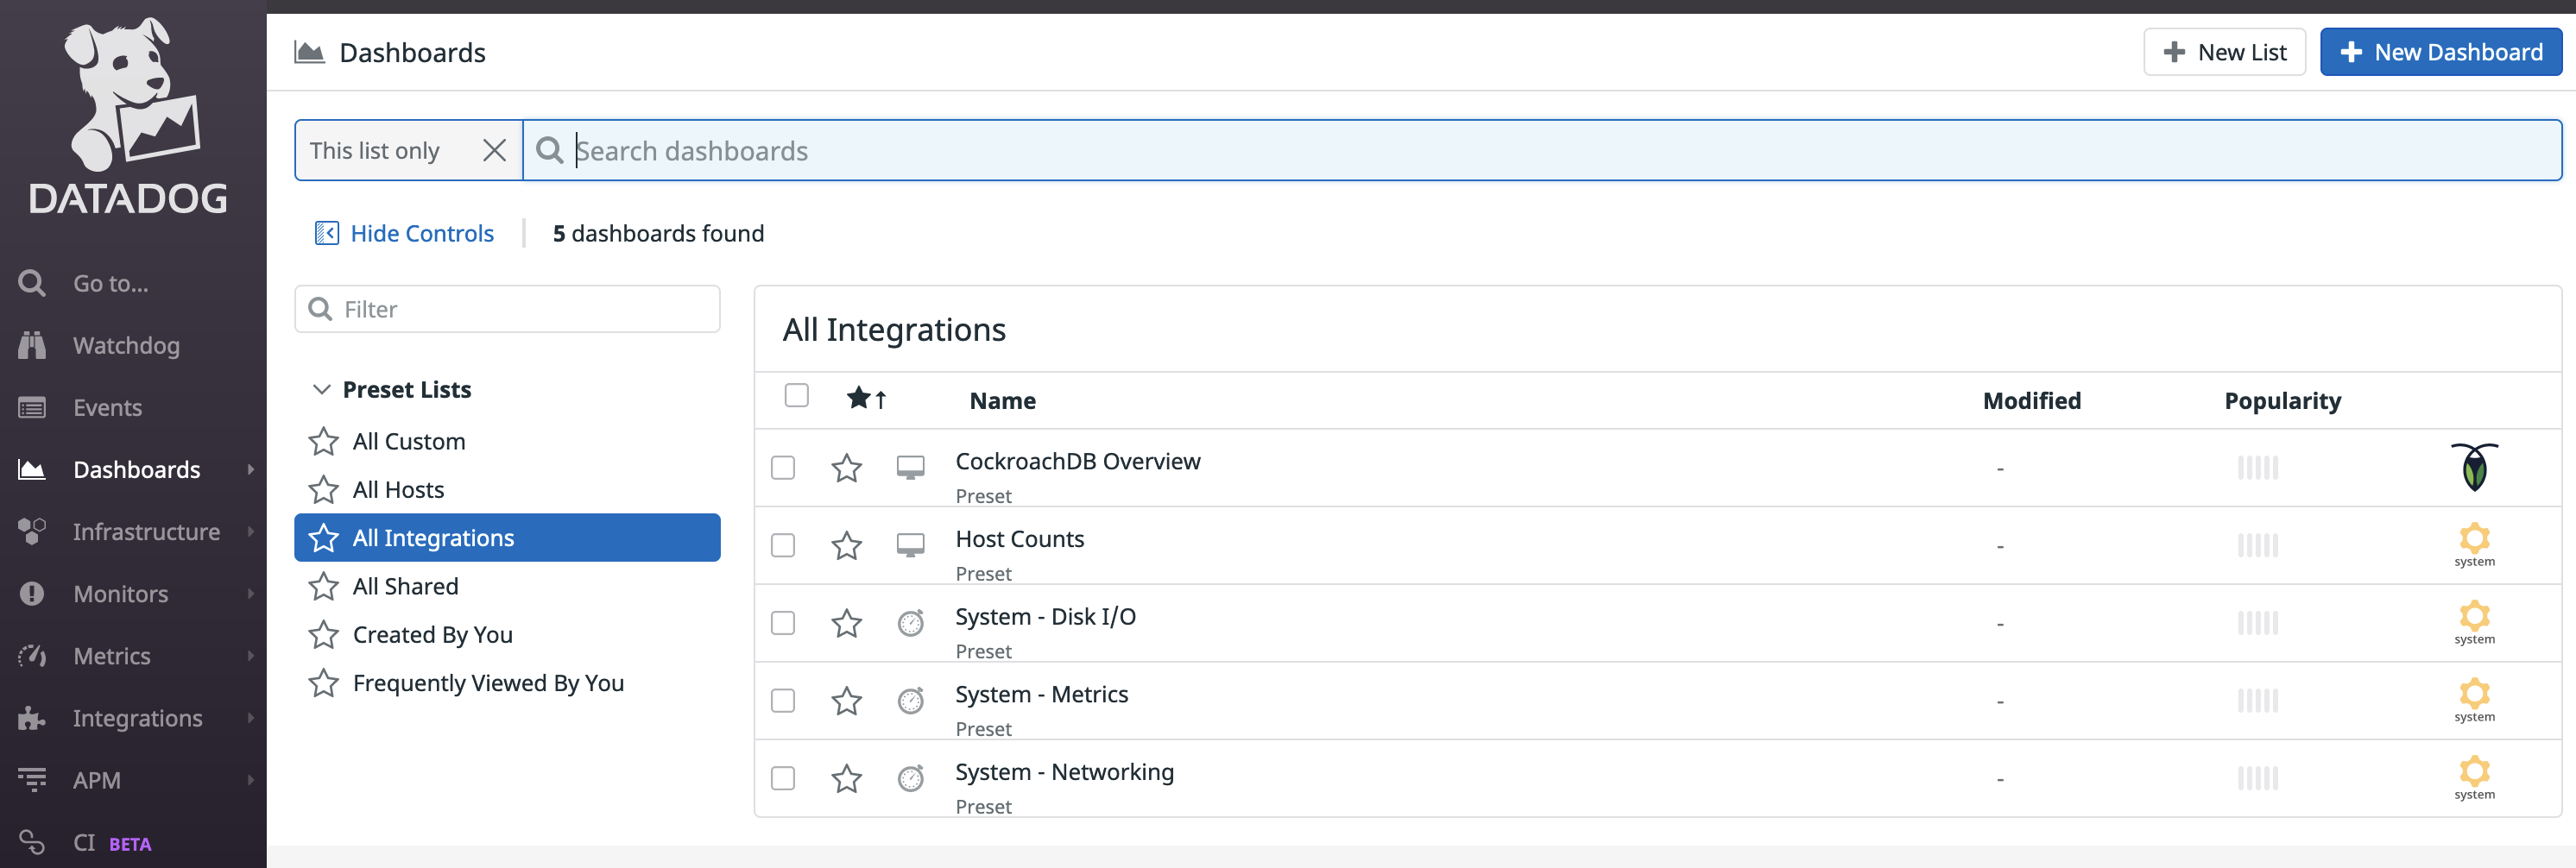 Dashboards
New List
New Dashboard
This list only
Search dashboards
DATADOG
Hide Controls
5 dashboards found
Go to...
Watchdog
Events
Dashboards
Infrastructure
Monitors
Metrics
Integrations
APM
CI BETA
Filter
Preset Lists
All Custom
All Hosts
All Integrations
All Shared
Created By You
Frequently Viewed By You
All Integrations
Name Modified Popularity
CockroachDB Overview -
Preset
Host Counts -
Preset
system
System - Disk I/O -
Preset
system
System - Metrics -
Preset
system
System - Networking -
Preset
system